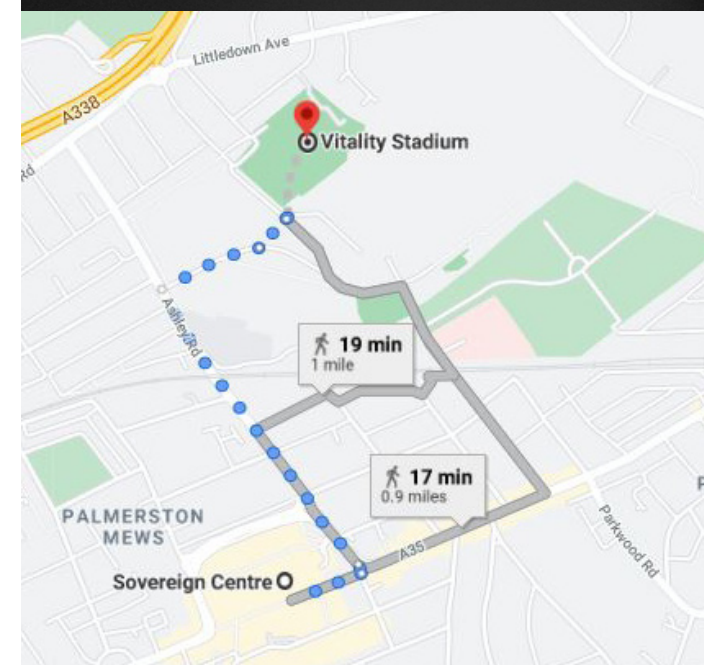 Littledown Ave
A338
Rd
Vitality Stadium
Ashley Rd
19 min
1 mile
17 min
0.9 miles
PALMERSTON
MEWS
A35
Parkwood Rd
Sovereign Centre